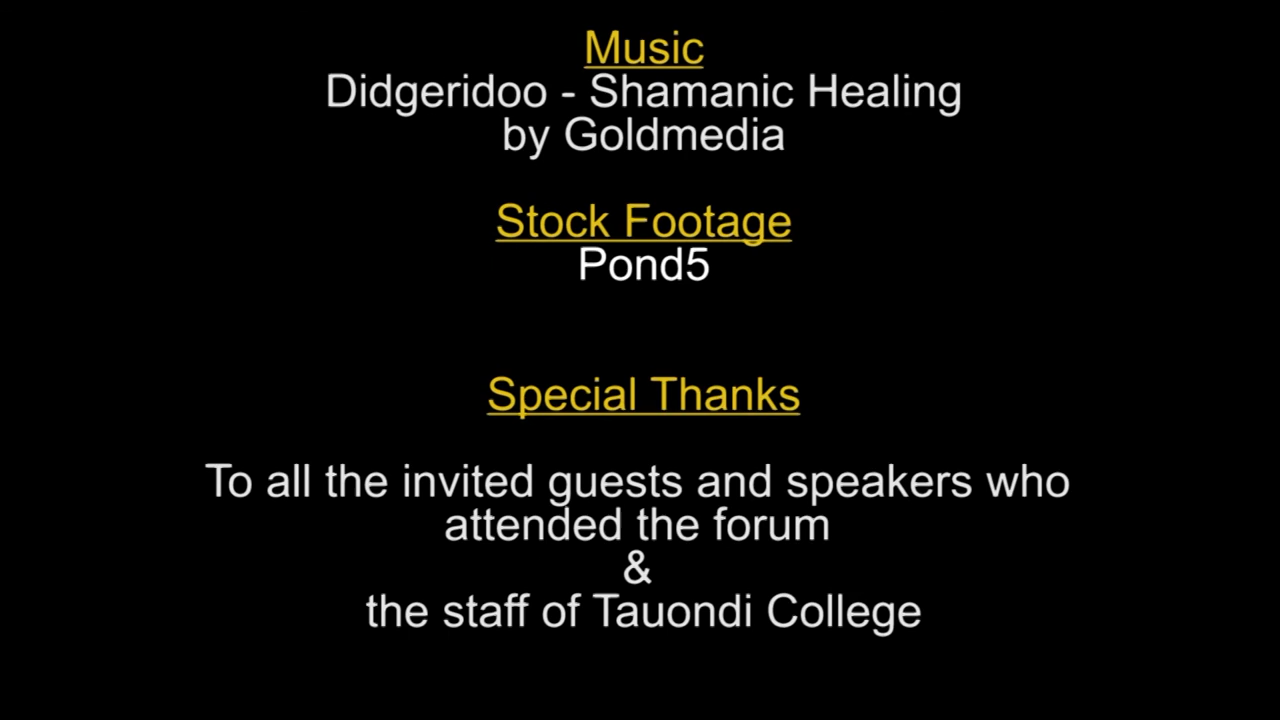 Music
Didgeridoo - Shamanic Healing
by Goldmedia
Stock Footage
Pond5
Special Thanks
To all the invited guests and speakers who
attended the forum
&
the staff of Tauondi College